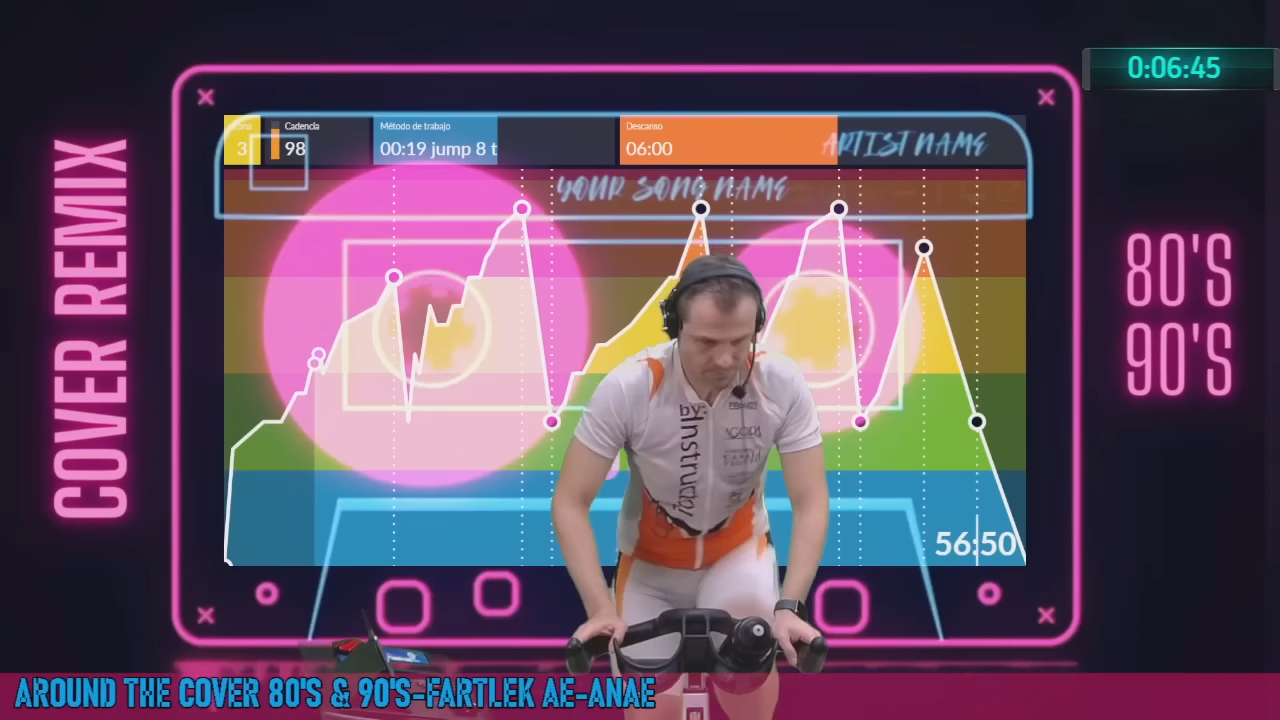 0:06:45
Cadencia
Método de trabajo
Descanso
3
98
00:19 jump 8 t
06:00
ARTIST NAME
YOUR SONG NAME
COVER REMIX
80'S
90'S
by:
Instruday
56:50
AROUND THE COVER 80'S & 90'S-FARTLEK AE-ANAE